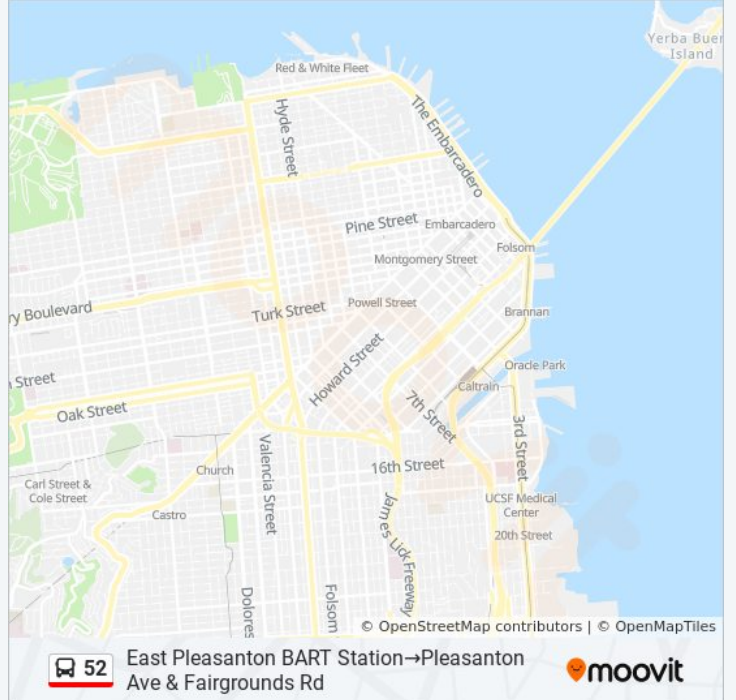 Yerba Buen
Island
Red & White Fleet
Hyde Street
The Embarcadero
Pine Street
Embarcadero
Folsom
Montgomery Street
ry Boulevard
Turk Street
Powell Street
Brannan
Howard Street
Oracle Park
Street
Caltrain
Oak Street
7th Street
3rd Street
Valencia Street
16th Street
Church
Carl Street &
Cole Street
UCSF Medical
Center
Castro
James Lick Freeway
20th Street
Dolores
Folsom
© OpenStreetMap contributors | © OpenMapTiles
52
East Pleasanton BART Station→Pleasanton
Ave & Fairgrounds Rd
moovit